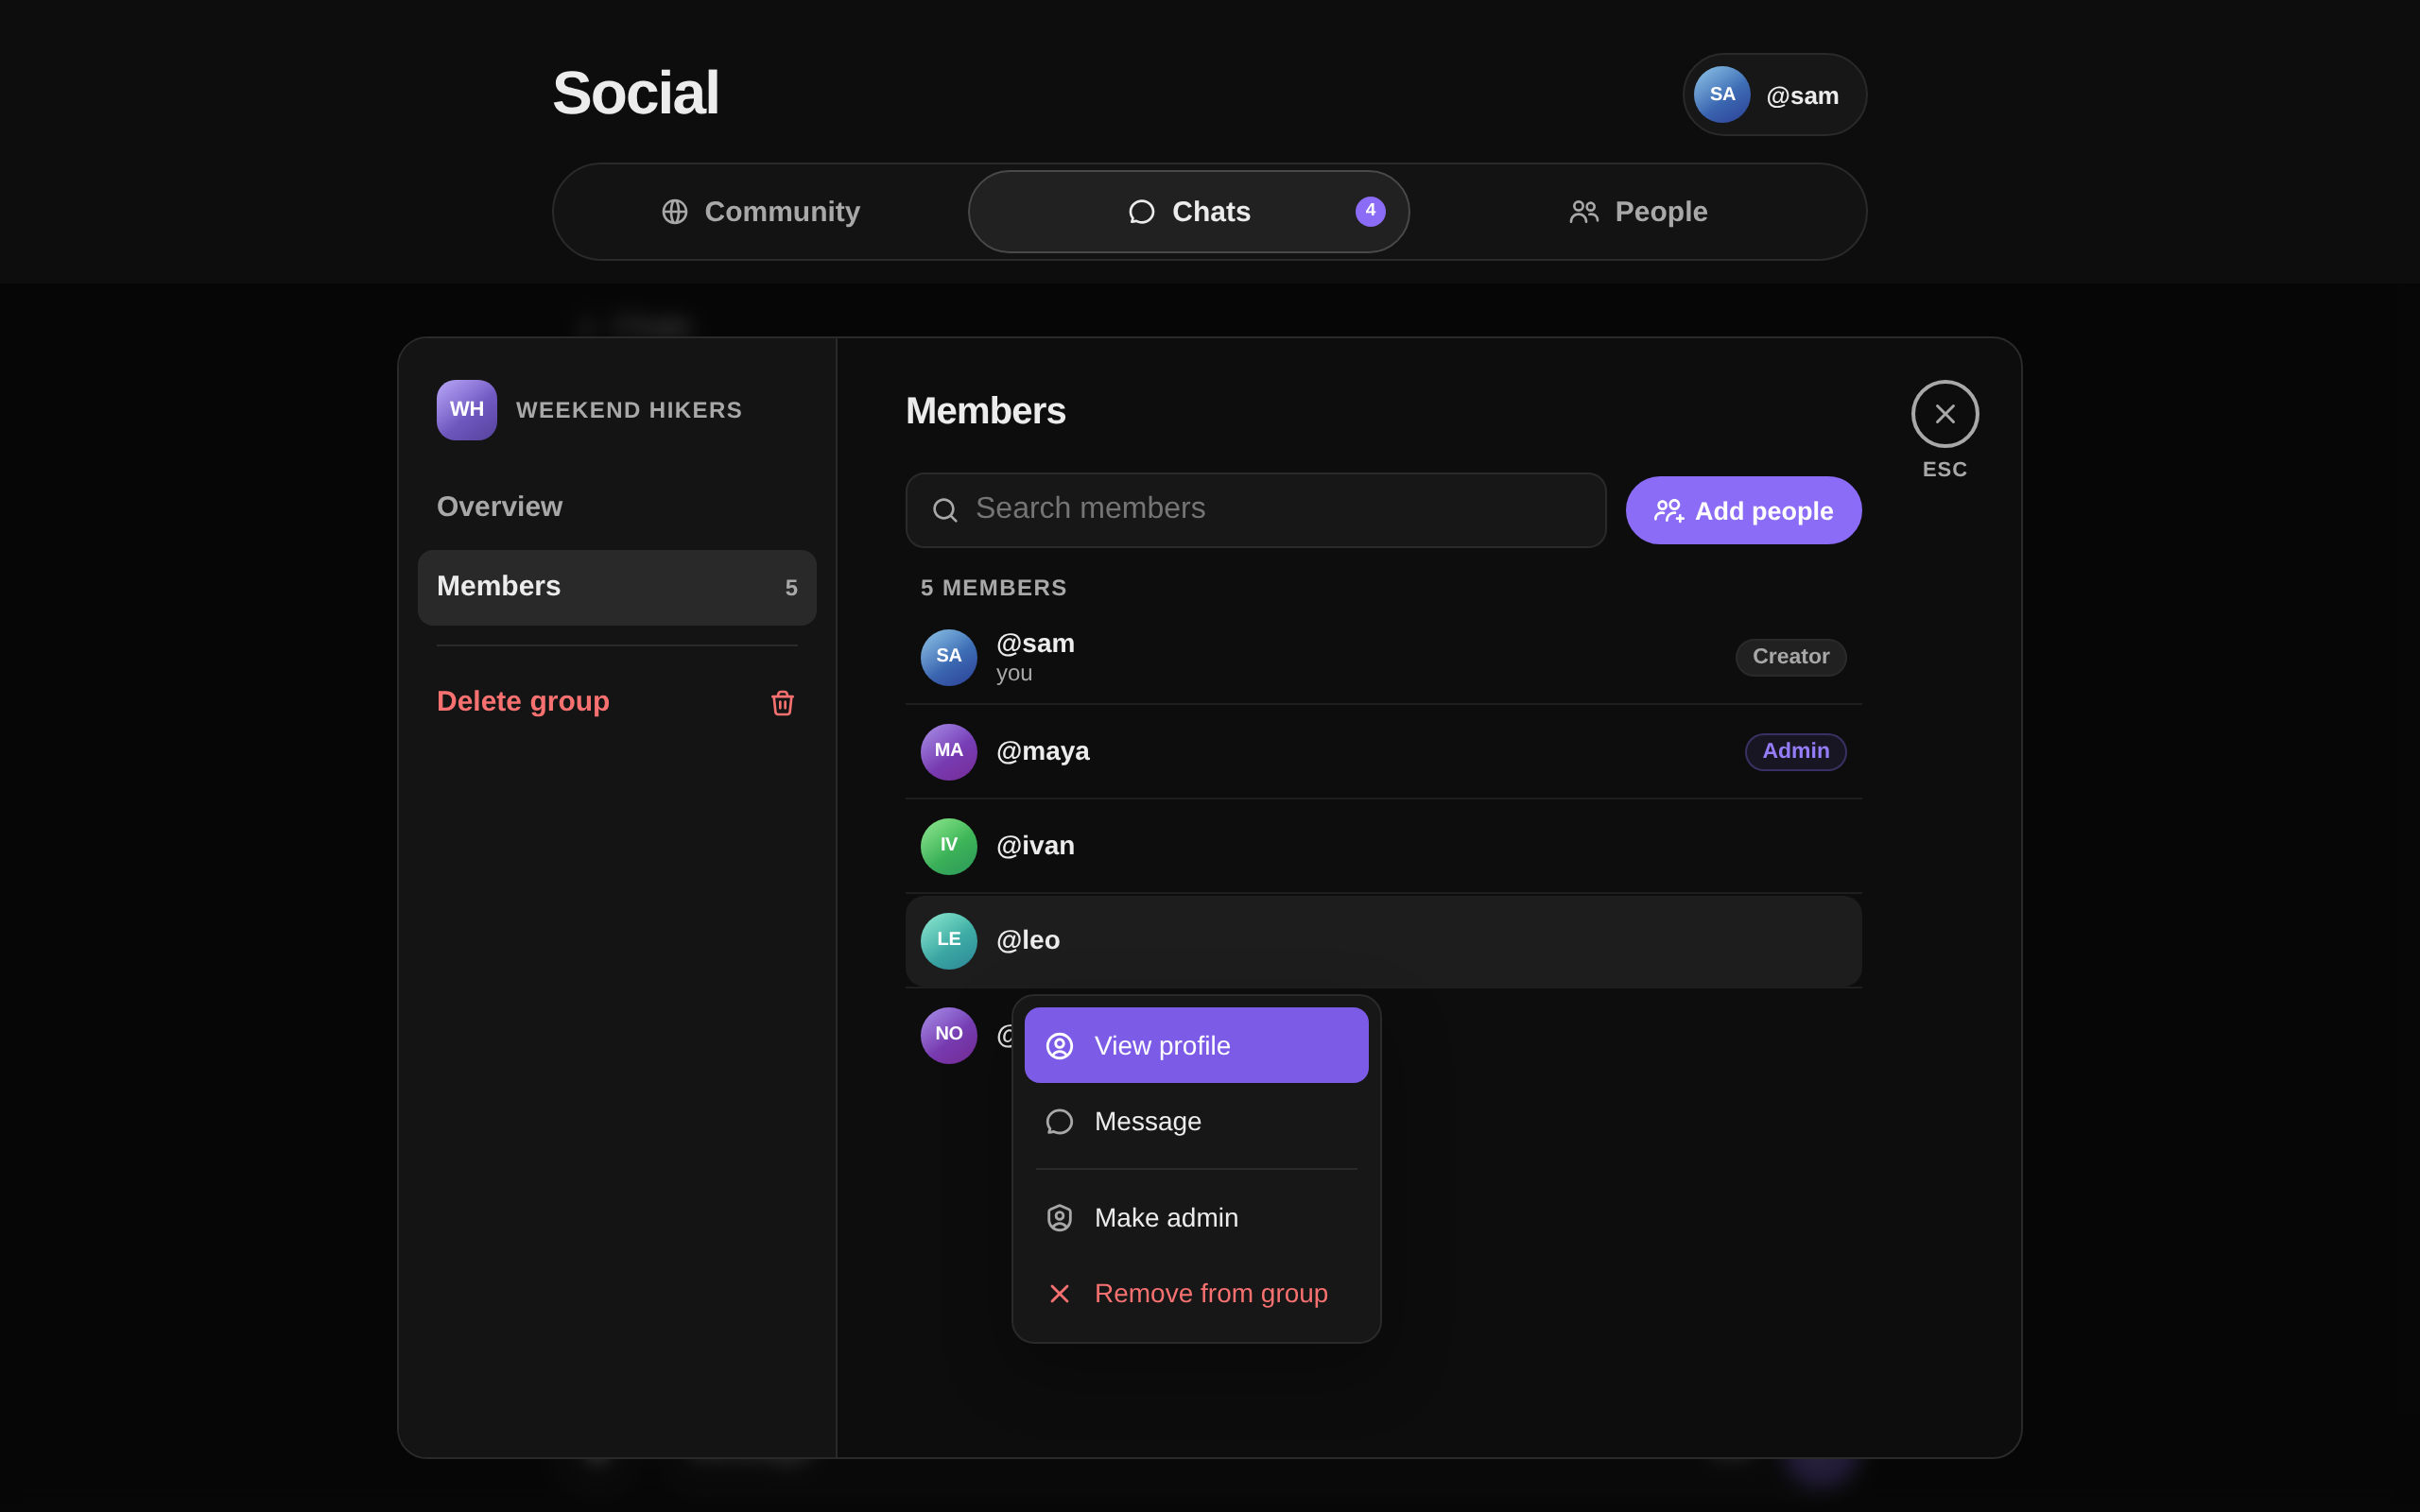 Social
SA @sam
Community
Chats 4
People
WH WEEKEND HIKERS
Overview
Members 5
Delete group
Members
ESC
Search members
Add people
5 MEMBERS
SA @sam
you
Creator
MA @maya
Admin
IV @ivan
LE @leo
NO @
View profile
Message
Make admin
Remove from group